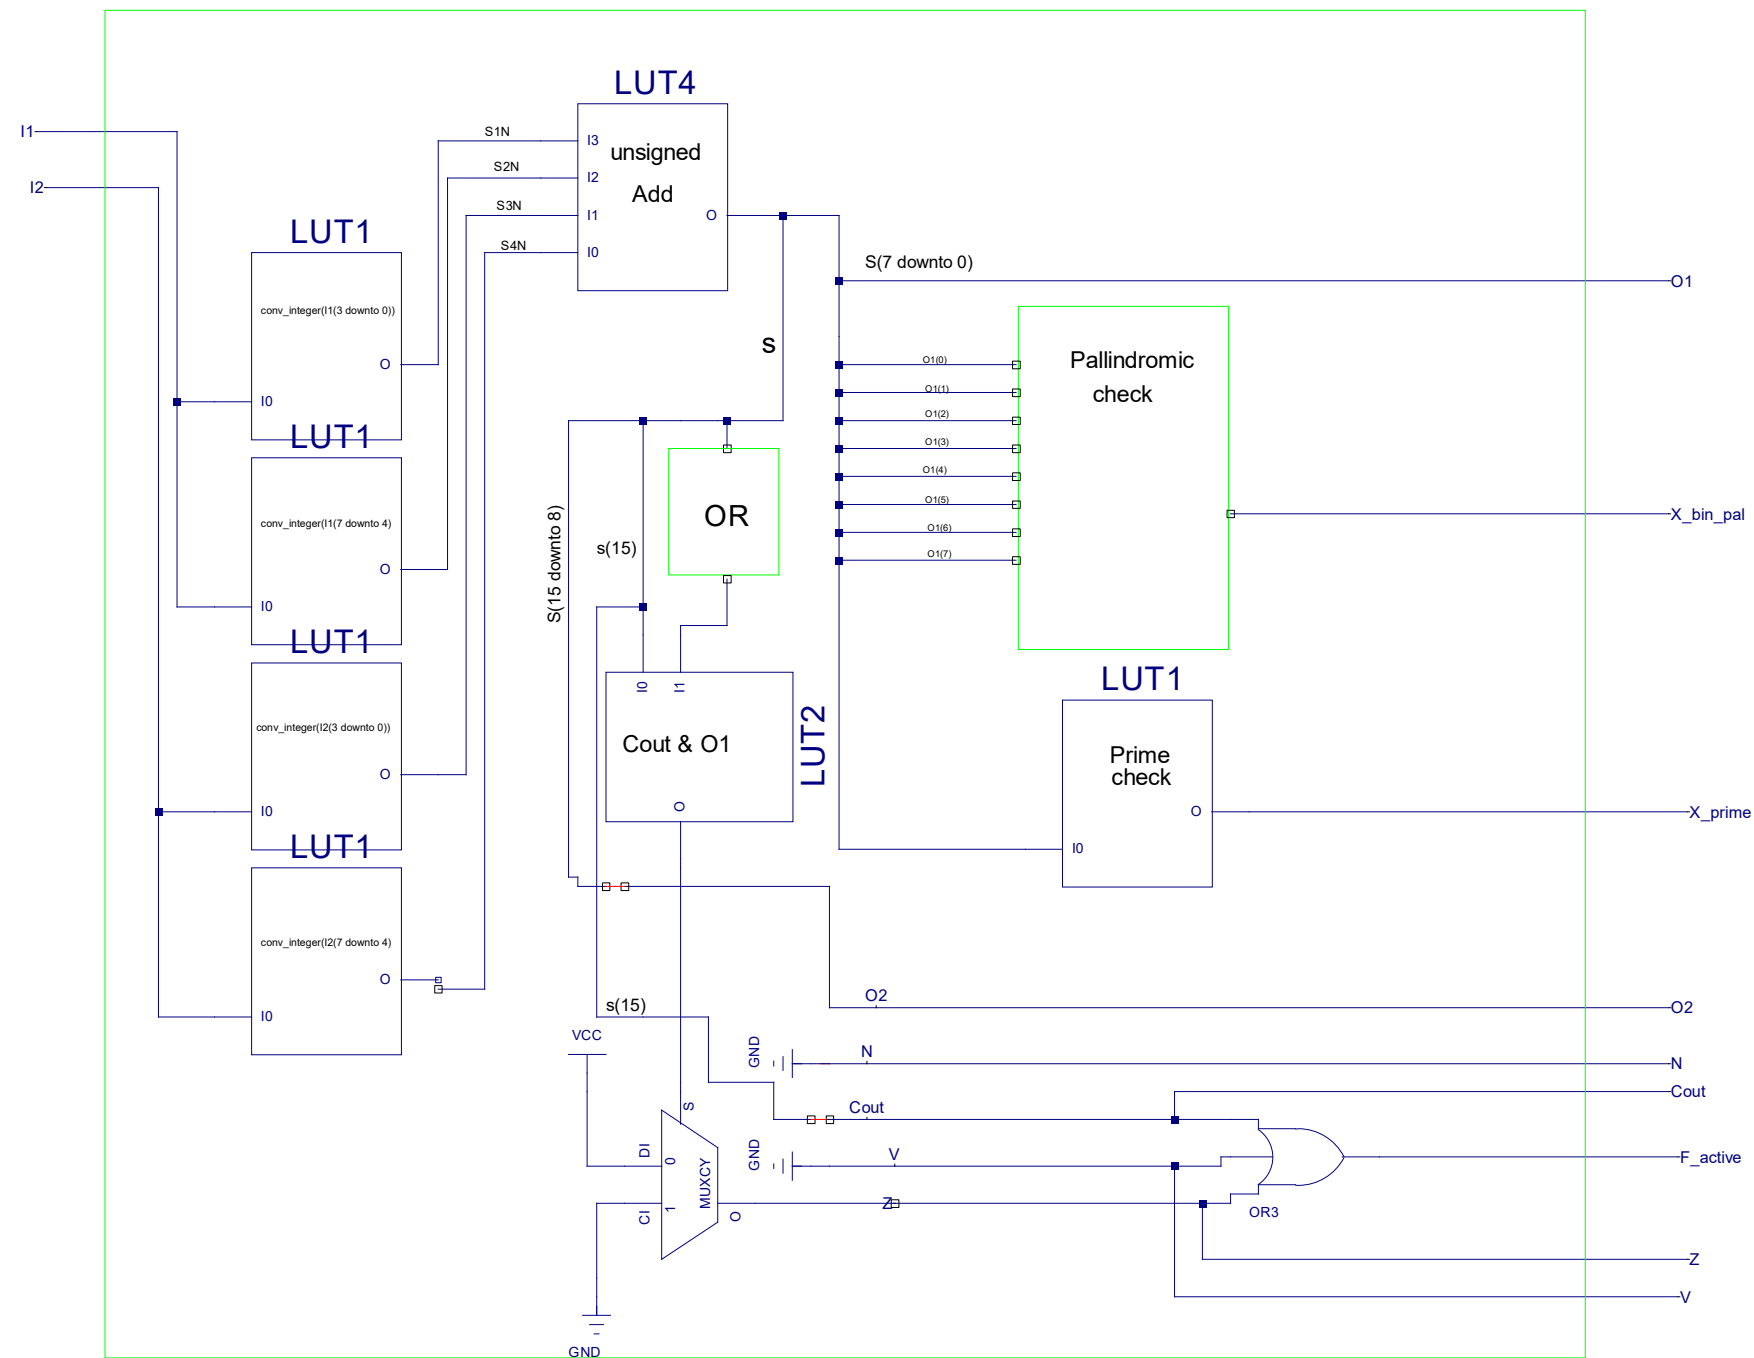 LUT4
I1
I2
S1N
S2N
S3N
S4N
I3
I2
I1
I0
unsigned
Add
O
LUT1
conv_integer(I1(3 downto 0))
O
I0
LUT1
conv_integer(I1(7 downto 4)
O
I0
LUT1
conv_integer(I2(3 downto 0))
O
I0
LUT1
conv_integer(I2(7 downto 4)
O
I0
S(7 downto 0)
O1
s
Pallindromic
check
O1(0)
O1(1)
O1(2)
O1(3)
O1(4)
O1(5)
O1(6)
O1(7)
X_bin_pal
OR
S(15 downto 8)
s(15)
I0
I1
Cout & O1
O
LUT2
LUT1
Prime
check
O
I0
X_prime
s(15)
O2
O2
VCC
GND
N
N
Cout
Cout
S
DI
0
CI
1
MUXCY
O
GND
V
F_active
Z
OR3
Z
V
GND